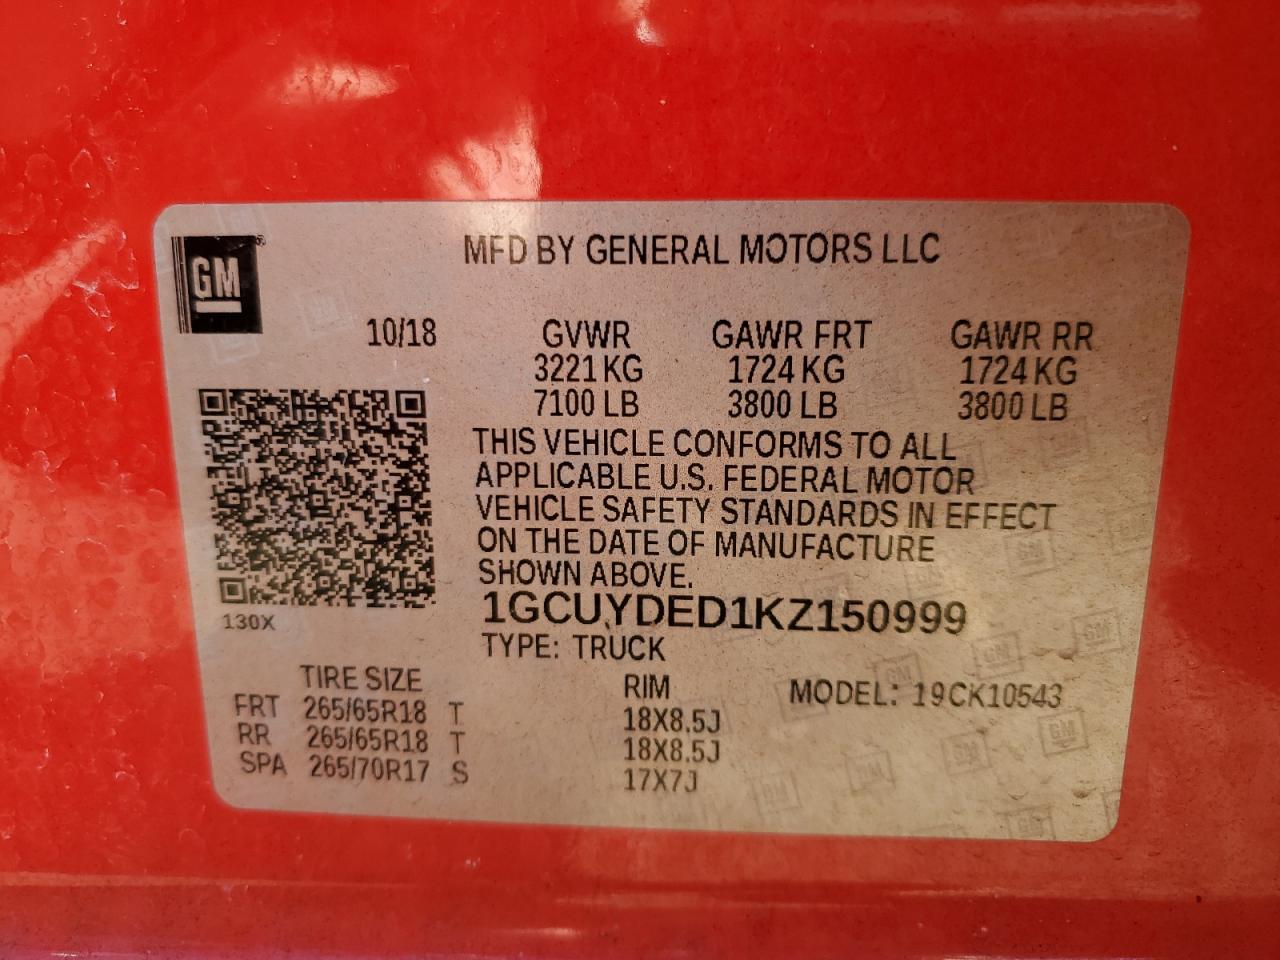 GM
MFD BY GENERAL MOTORS LLC
10/18 GVWR GAWR FRT GAWR RR
3221 KG 1724 KG 1724 KG
7100 LB 3800 LB 3800 LB
THIS VEHICLE CONFORMS TO ALL
APPLICABLE U.S. FEDERAL MOTOR
VEHICLE SAFETY STANDARDS IN EFFECT
ON THE DATE OF MANUFACTURE
SHOWN ABOVE.
1GCUYDED1KZ150999
130X
TYPE: TRUCK
TIRE SIZE RIM MODEL: 19CK10543
FRT 265/65R18 T 18X8.5J
RR 265/65R18 T 18X8.5J
SPA 265/70R17 S 17X7J